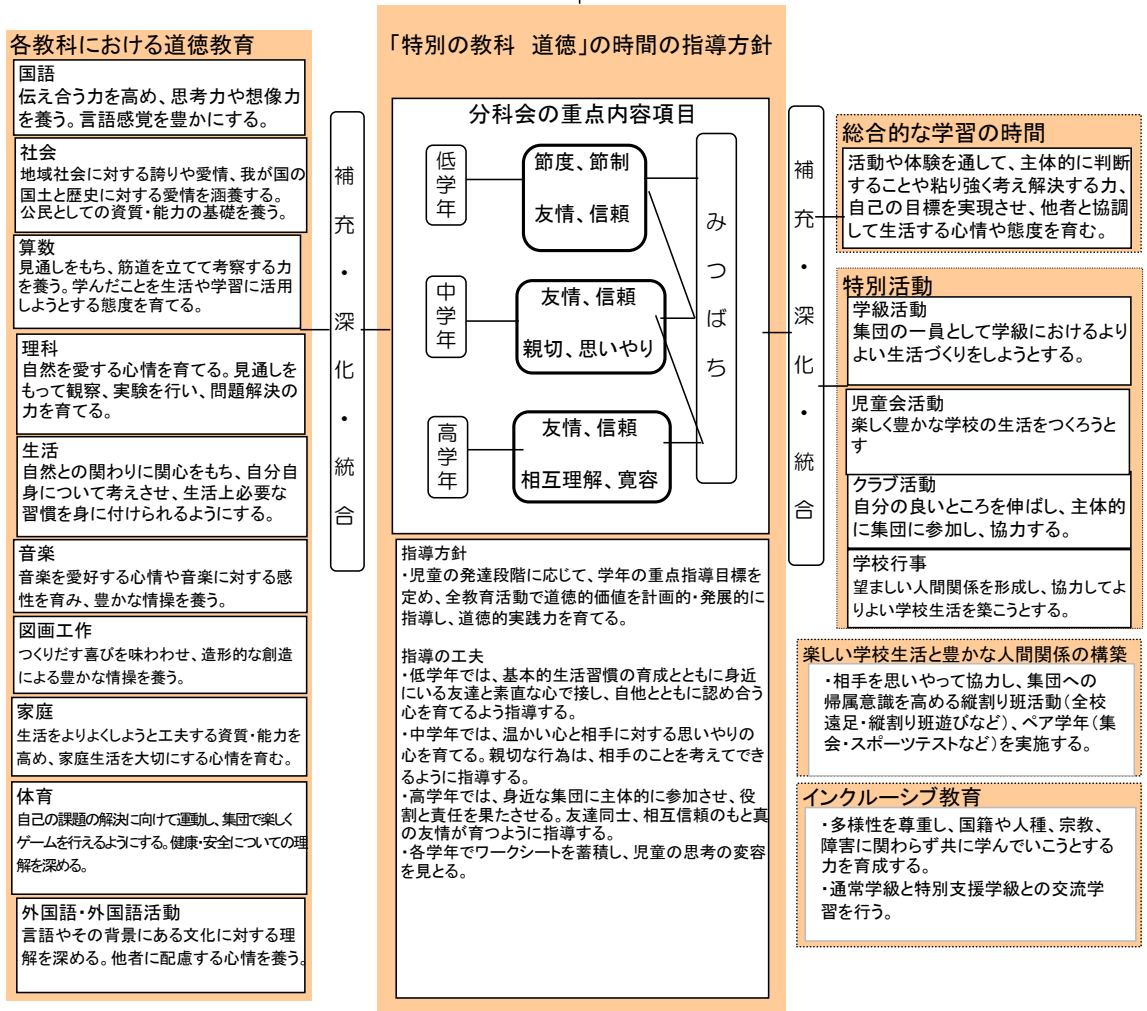 各教科における道徳教育
国語
伝え合う力を高め、思考力や想像力
を養う。言語感覚を豊かにする。
社会
地域社会に対する誇りや愛情、我が国の
国土と歴史に対する愛情を涵養する。
公民としての資質・能力の基礎を養う。
算数
見通しをもち、筋道を立てて考察する力
を養う。学んだことを生活や学習に活用
しようとする態度を育てる。
理科
自然を愛する心情を育てる。見通しを
もって観察、実験を行い、問題解決の
力を育てる。
生活
自然との関わりに関心をもち、自分自
身について考えさせ、生活上必要な
習慣を身に付けられるようにする。
音楽
音楽を愛好する心情や音楽に対する感
性を育み、豊かな情操を養う。
図画工作
つくりだす喜びを味わわせ、造形的な創造
による豊かな情操を養う。
家庭
生活をよりよくしようと工夫する資質・能力を
高め、家庭生活を大切にする心情を育む。
体育
自己の課題の解決に向けて運動し、集団で楽しく
ゲームを行えるようにする。健康・安全についての理
解を深める。
外国語・外国語活動
言語やその背景にある文化に対する理
解を深める。他者に配慮する心情を養う。
補充・深化・統合
「特別の教科　道徳」の時間の指導方針
分科会の重点内容項目
低学年
節度、節制
友情、信頼
中学年
友情、信頼
親切、思いやり
高学年
友情、信頼
相互理解、寛容
みつばち
指導方針
・児童の発達段階に応じて、学年の重点指導目標を
定め、全教育活動で道徳的価値を計画的・発展的に
指導し、道徳的実践力を育てる。
指導の工夫
・低学年では、基本的生活習慣の育成とともに身近
にいる友達と素直な心で接し、自他とともに認め合う
心を育てるよう指導する。
・中学年では、温かい心と相手に対する思いやりの
心を育てる。親切な行為は、相手のことを考えてでき
るように指導する。
・高学年では、身近な集団に主体的に参加させ、役
割と責任を果たさせる。友達同士、相互信頼のもと真
の友情が育つように指導する。
・各学年でワークシートを蓄積し、児童の思考の変容
を見とる。
補充・深化・統合
総合的な学習の時間
活動や体験を通して、主体的に判断
することや粘り強く考え解決する力、
自己の目標を実現させ、他者と協調
して生活する心情や態度を育む。
特別活動
学級活動
集団の一員として学級におけるより
よい生活づくりをしようとする。
児童会活動
楽しく豊かな学校の生活をつくろうと
す
クラブ活動
自分の良いところを伸ばし、主体的
に集団に参加し、協力する。
学校行事
望ましい人間関係を形成し、協力してよ
りよい学校生活を築こうとする。
楽しい学校生活と豊かな人間関係の構築
・相手を思いやって協力し、集団への
帰属意識を高める縦割り班活動（全校
遠足・縦割り班遊びなど）、ペア学年（集
会・スポーツテストなど）を実施する。
インクルーシブ教育
・多様性を尊重し、国籍や人種、宗教、
障害に関わらず共に学んでいこうとする
力を育成する。
・通常学級と特別支援学級との交流学
習を行う。